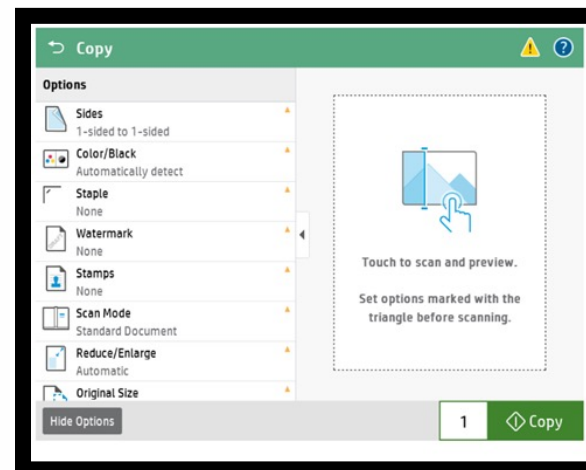 Copy
?
Options
Sides
1-sided to 1-sided
Color/Black
Automatically detect
Staple
None
Watermark
None
Stamps
None
Scan Mode
Standard Document
Reduce/Enlarge
Automatic
Original Size
Touch to scan and preview.
Set options marked with the
triangle before scanning.
Hide Options
1
Copy